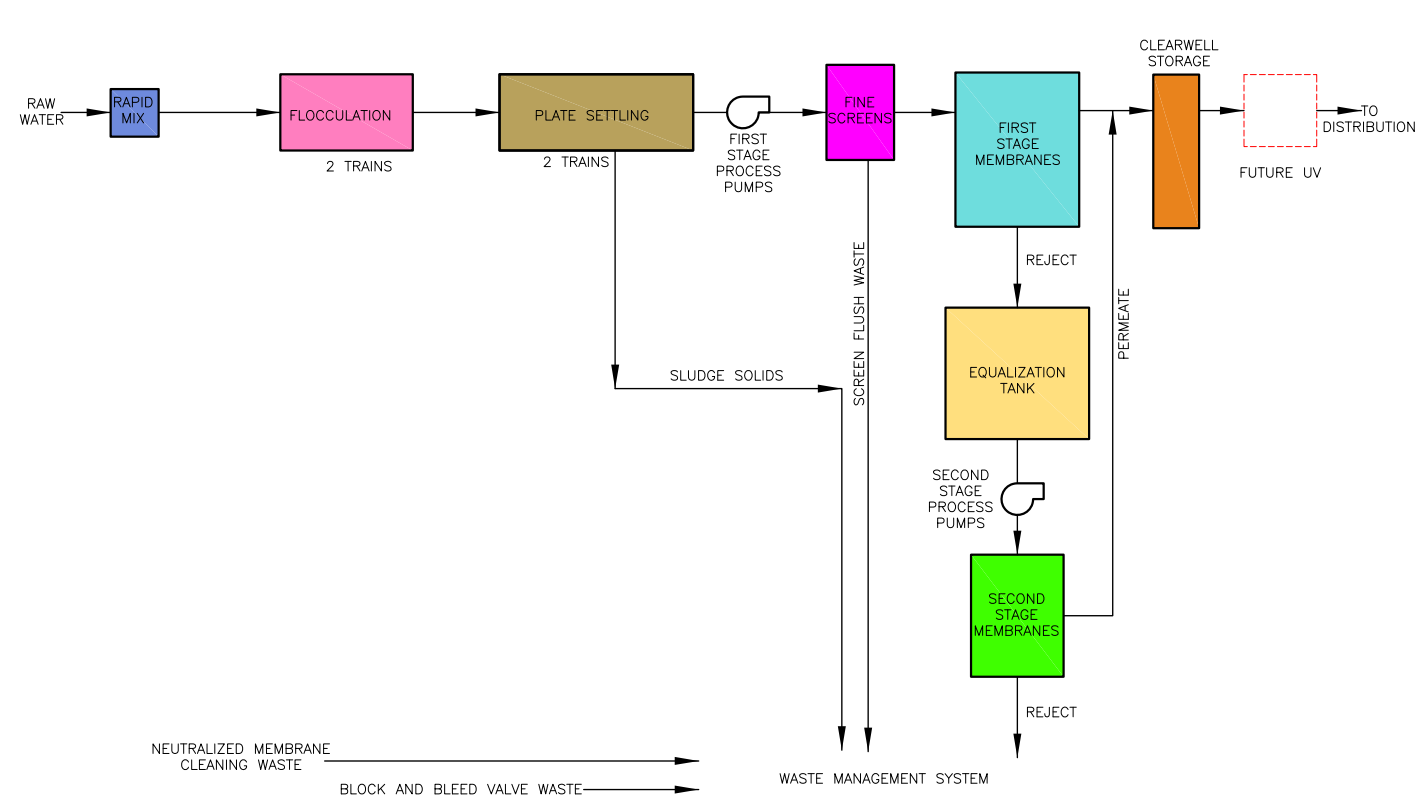 RAW
WATER
RAPID
MIX
FLOCCULATION
2 TRAINS
PLATE SETTLING
2 TRAINS
FIRST
STAGE
PROCESS
PUMPS
FINE
SCREENS
FIRST
STAGE
MEMBRANES
CLEARWELL
STORAGE
FUTURE UV
TO
DISTRIBUTION
REJECT
SCREEN FLUSH WASTE
PERMEATE
SLUDGE SOLIDS
EQUALIZATION
TANK
SECOND
STAGE
PROCESS
PUMPS
SECOND
STAGE
MEMBRANES
REJECT
NEUTRALIZED MEMBRANE
CLEANING WASTE
BLOCK AND BLEED VALVE WASTE
WASTE MANAGEMENT SYSTEM